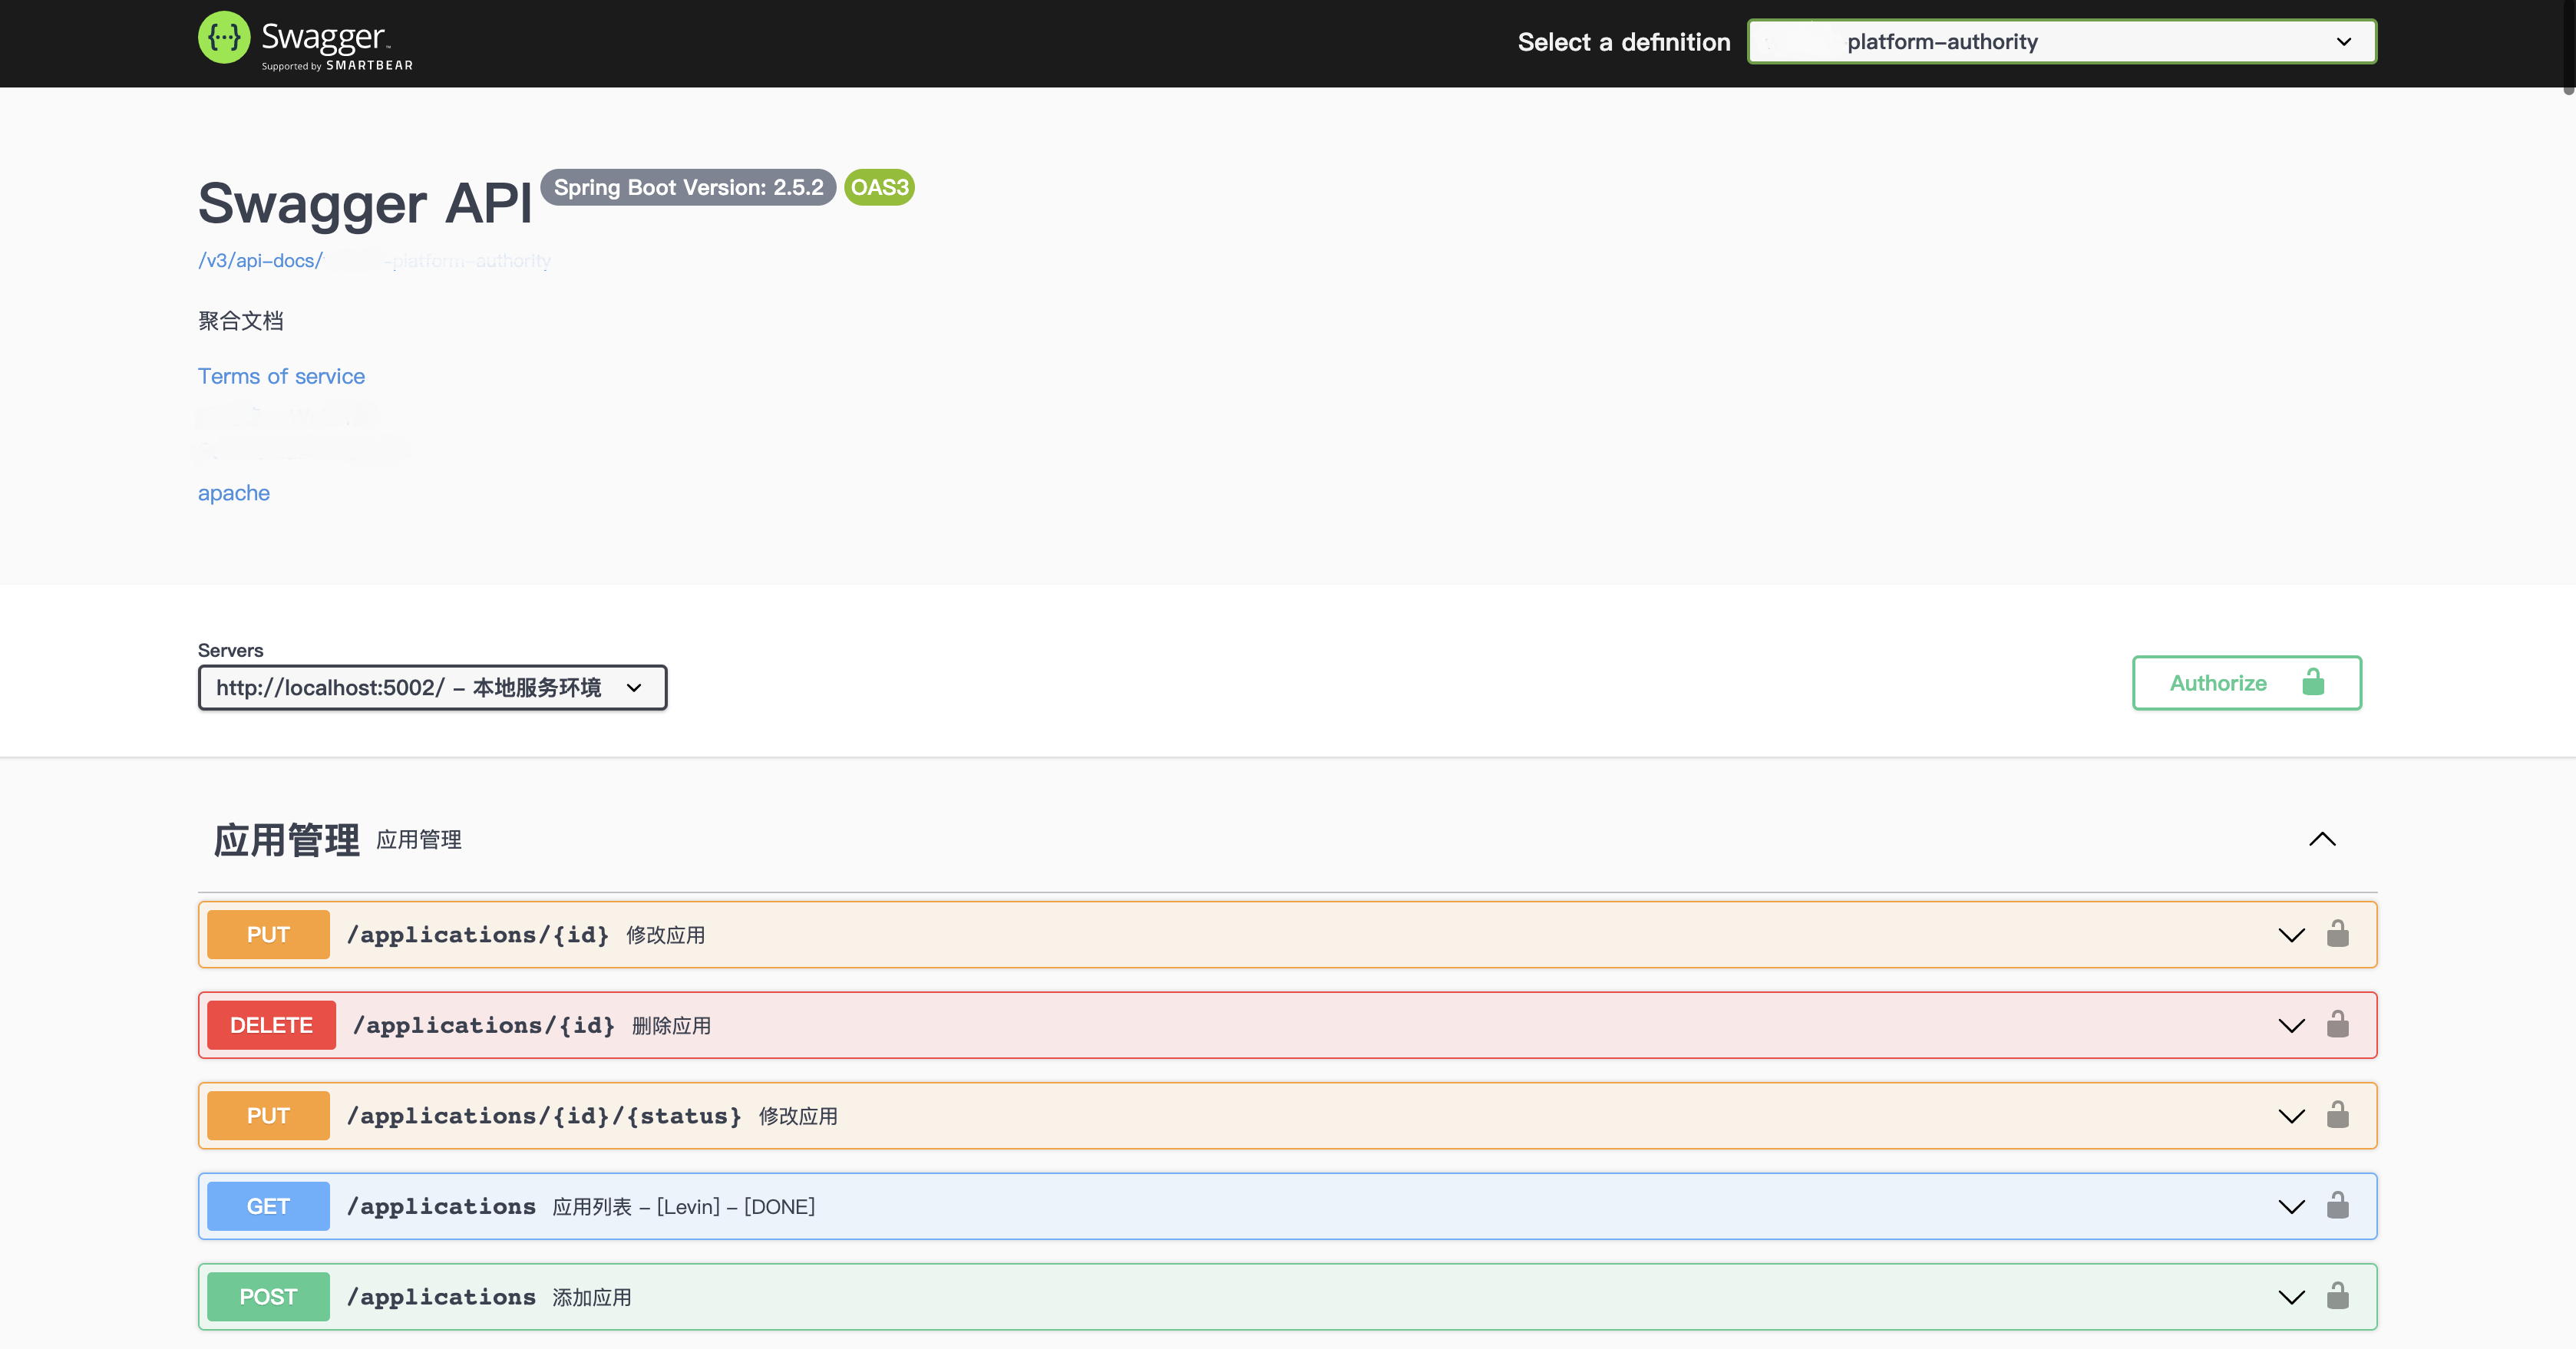 Swagger™
Supported by SMARTBEAR
Select a definition
-platform-authority
Swagger API
Spring Boot Version: 2.5.2
OAS3
/v3/api-docs/ -platform-authority
聚合文档
Terms of service
apache
Servers
http://localhost:5002/ - 本地服务环境
Authorize
应用管理 应用管理
PUT /applications/{id} 修改应用
DELETE /applications/{id} 删除应用
PUT /applications/{id}/{status} 修改应用
GET /applications 应用列表 - [Levin] - [DONE]
POST /applications 添加应用